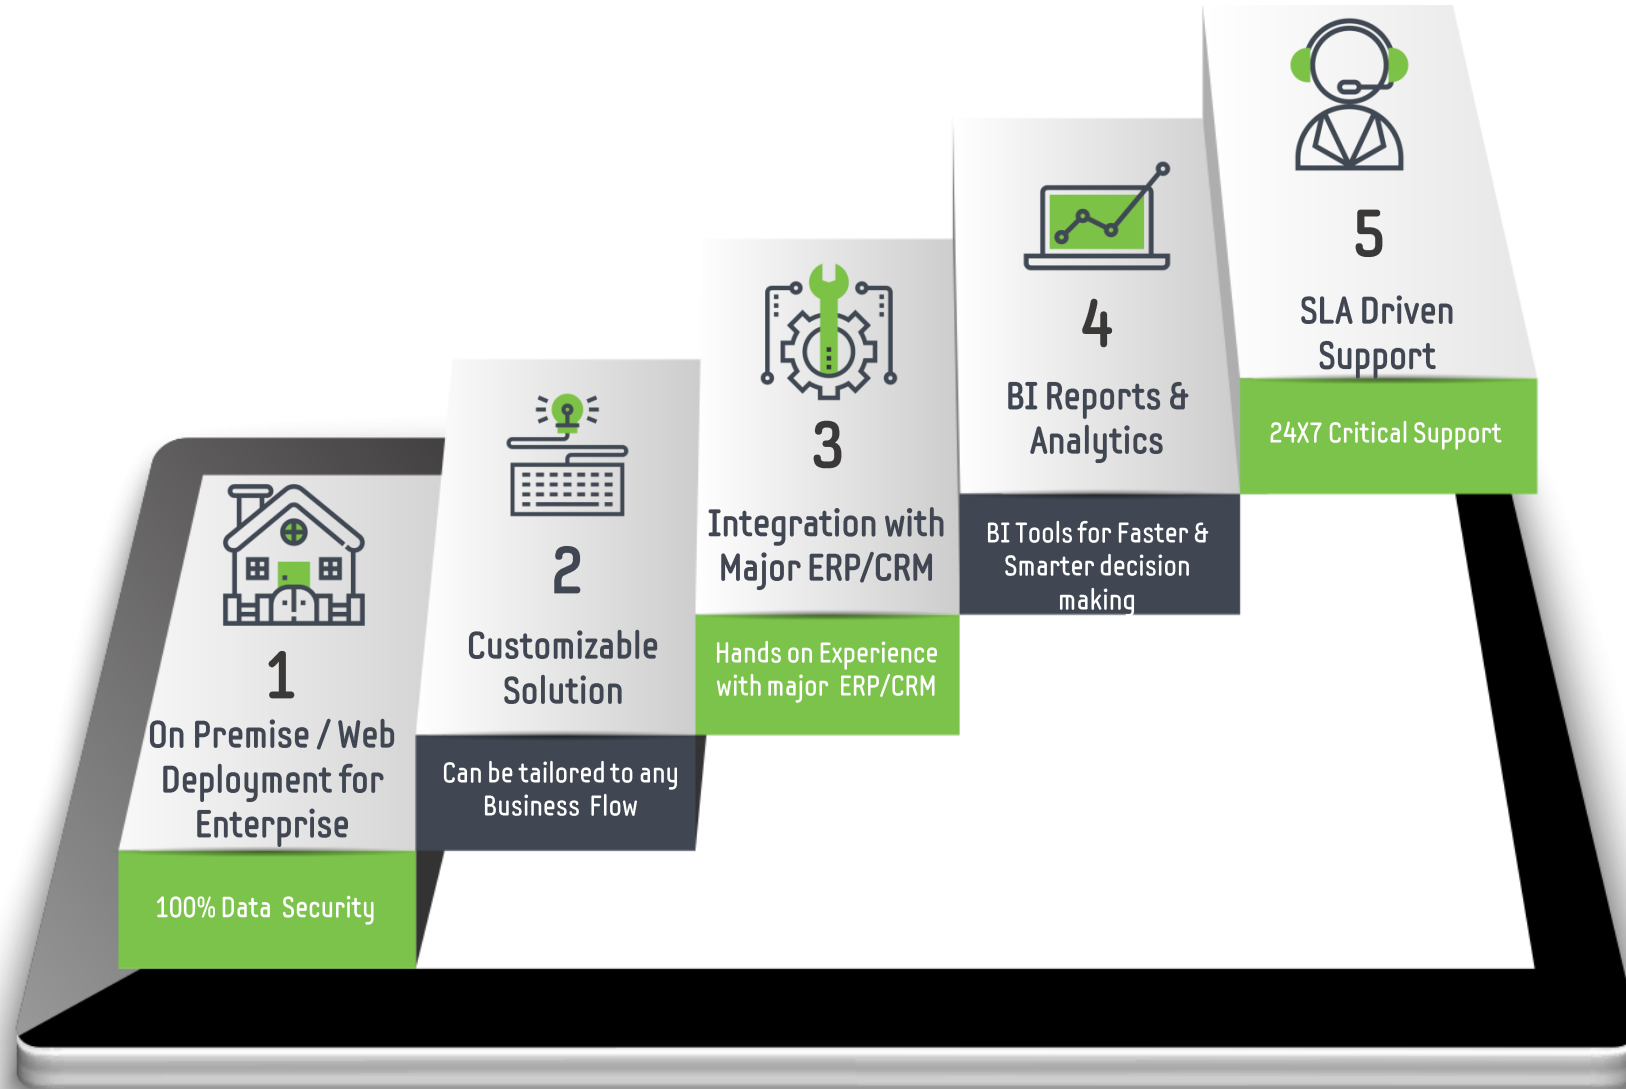 1
On Premise / Web
Deployment for
Enterprise
100% Data Security
2
Customizable
Solution
Can be tailored to any
Business Flow
3
Integration with
Major ERP/CRM
Hands on Experience
with major ERP/CRM
4
BI Reports &
Analytics
BI Tools for Faster &
Smarter decision
making
5
SLA Driven
Support
24X7 Critical Support